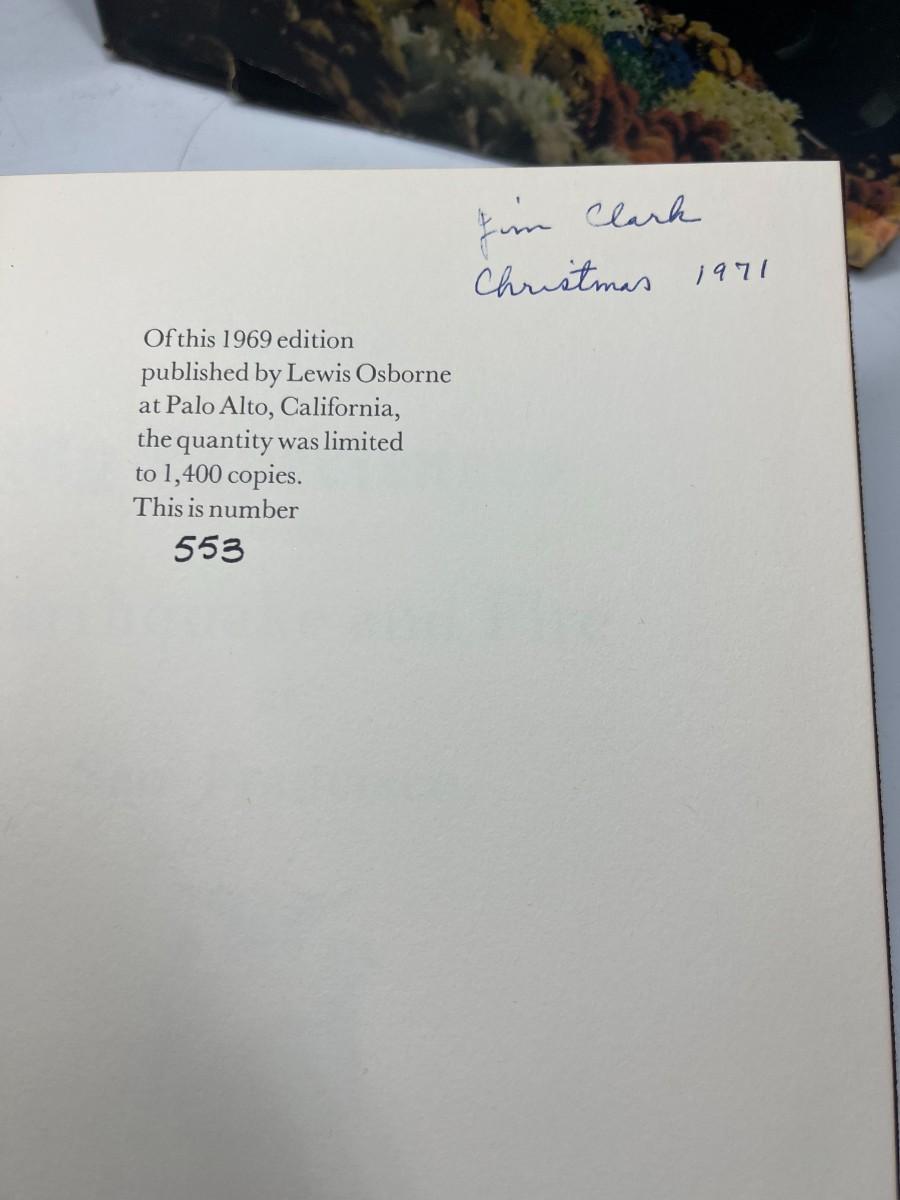 Jim Clark
Christmas 1971
Of this 1969 edition
published by Lewis Osborne
at Palo Alto, California,
the quantity was limited
to 1,400 copies.
This is number
553